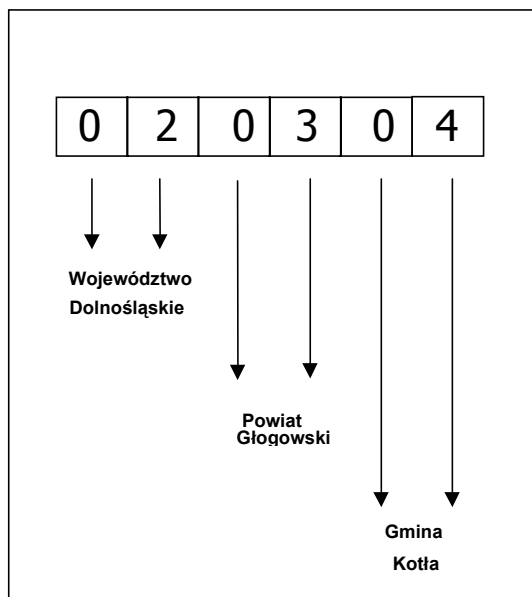 0 2 0 3 0 4
Województwo
Dolnośląskie
Powiat
Głogowski
Gmina
Kotła